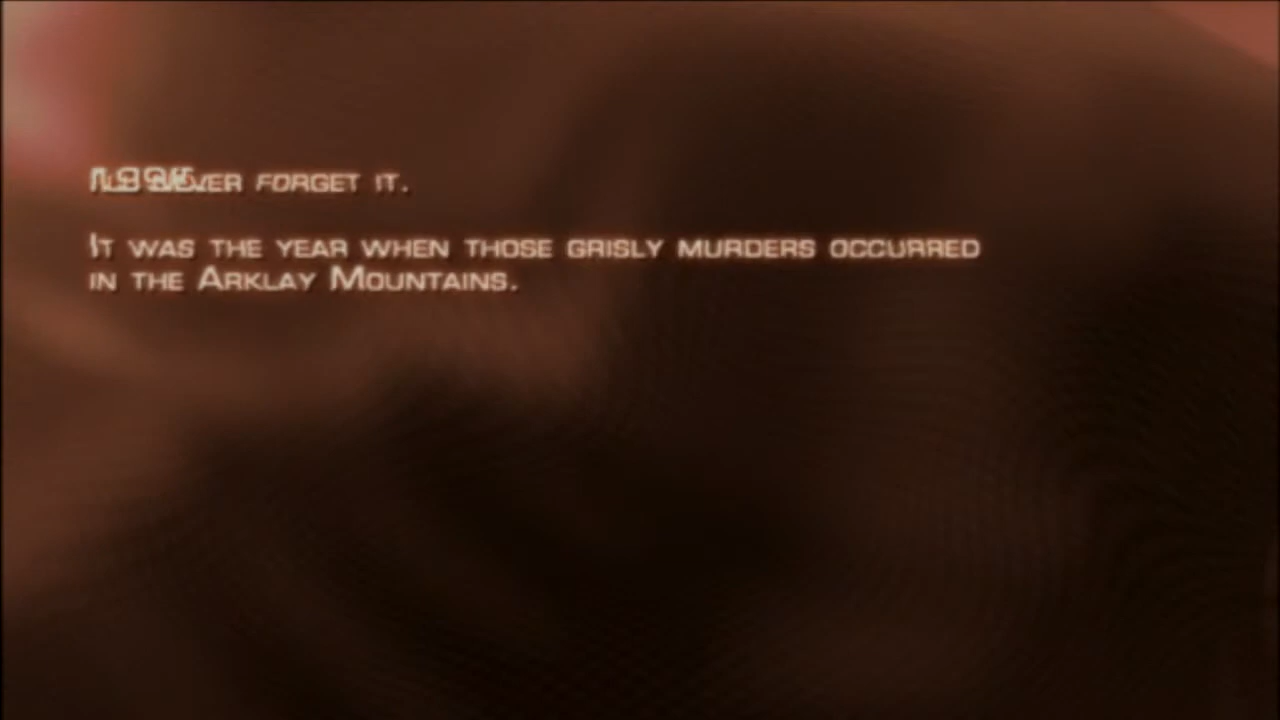 FORGET IT.
IT WAS THE YEAR WHEN THOSE GRISLY MURDERS OCCURRED
IN THE ARKLAY MOUNTAINS.